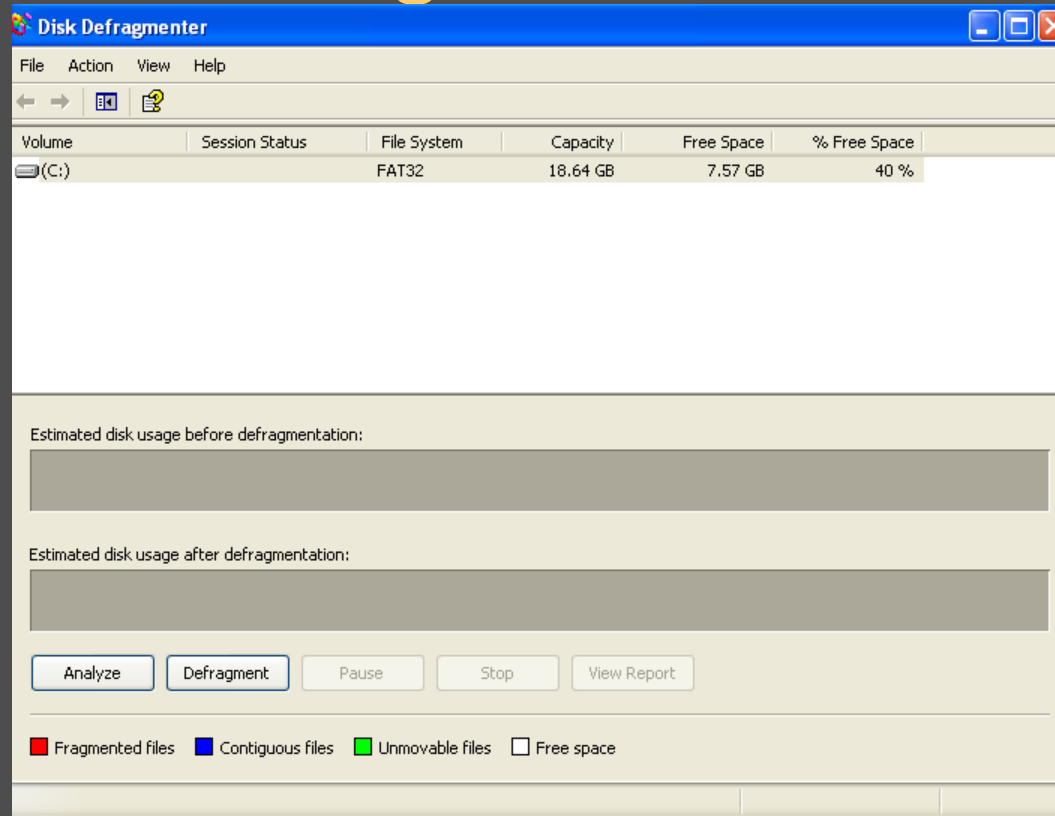 Disk Defragmenter
File Action View Help
Volume Session Status File System Capacity Free Space % Free Space
(C:) FAT32 18.64 GB 7.57 GB 40 %
Estimated disk usage before defragmentation:
Estimated disk usage after defragmentation:
Analyze Defragment Pause Stop View Report
Fragmented files Contiguous files Unmovable files Free space